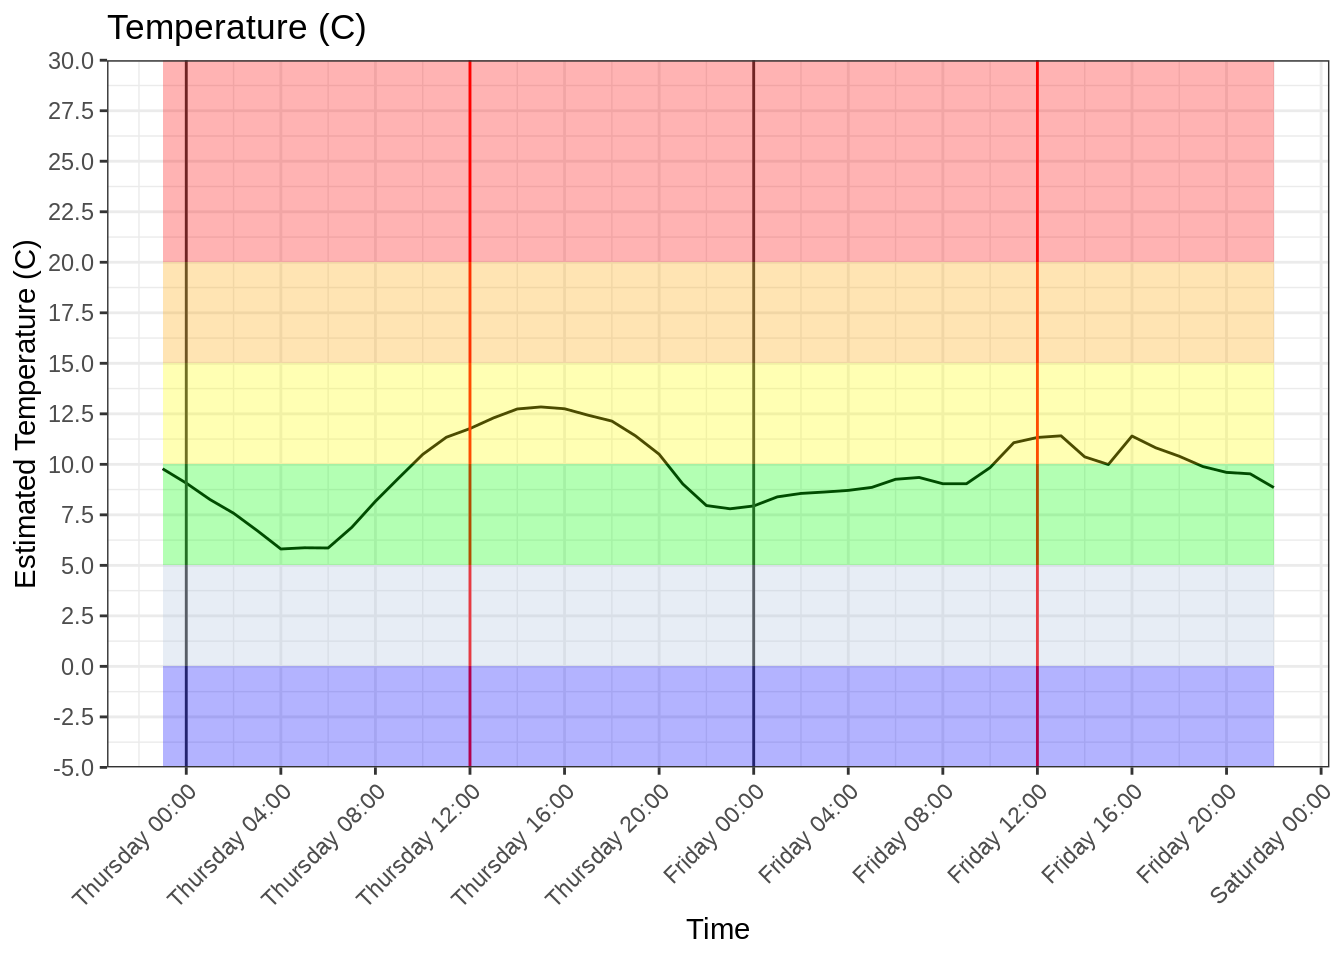 Temperature (C)
Estimated Temperature (C)
30.0
27.5
25.0
22.5
20.0
17.5
15.0
12.5
10.0
7.5
5.0
2.5
0.0
-2.5
-5.0
Thursday 00:00
Thursday 04:00
Thursday 08:00
Thursday 12:00
Thursday 16:00
Thursday 20:00
Friday 00:00
Friday 04:00
Friday 08:00
Friday 12:00
Friday 16:00
Friday 20:00
Saturday 00:00
Time